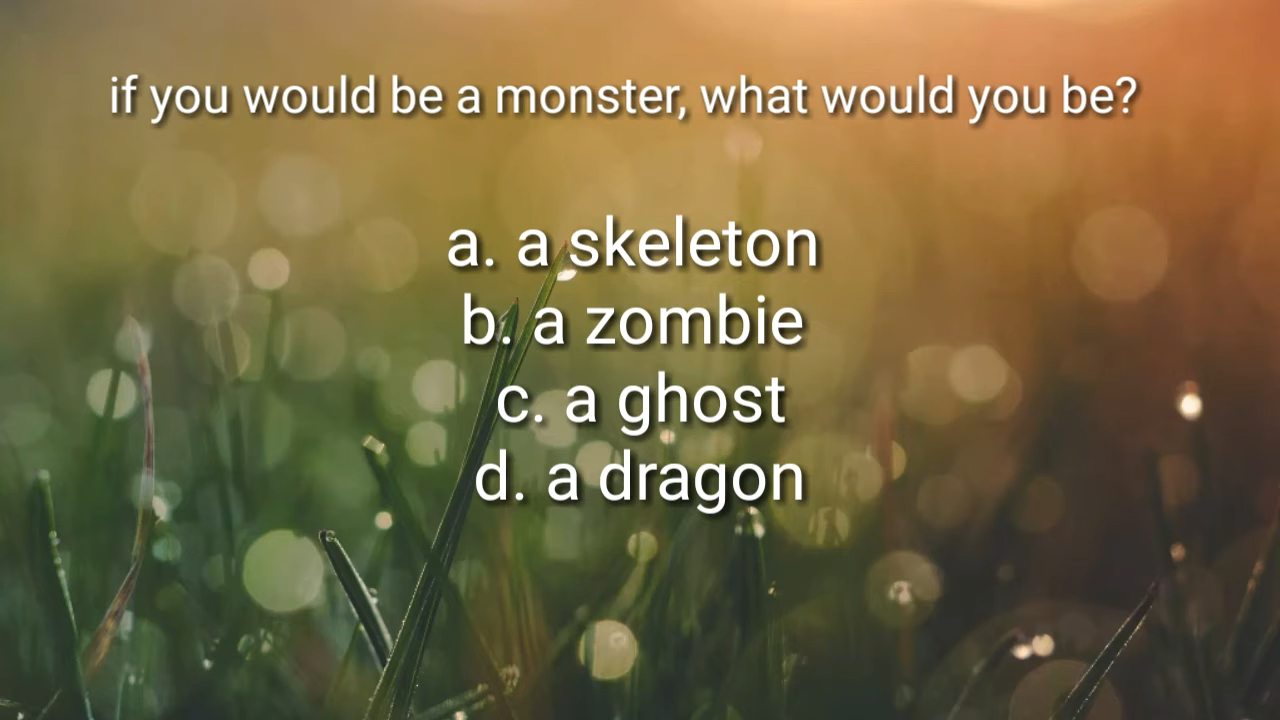 if you would be a monster, what would you be?
a. a skeleton
b. a zombie
c. a ghost
d. a dragon